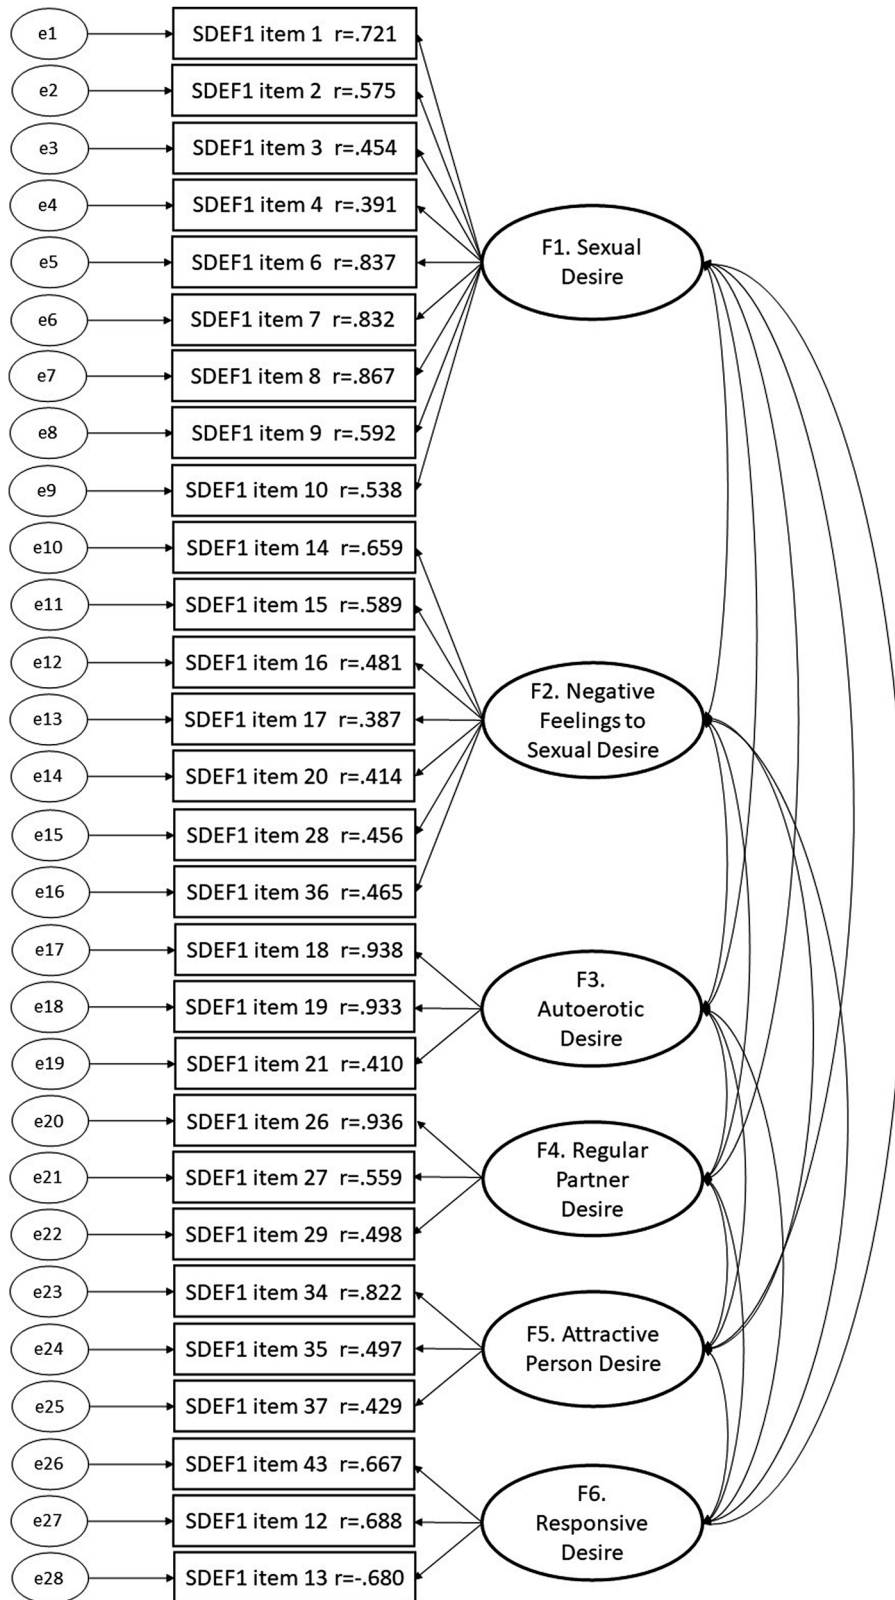 e1
SDEF1 item 1 r=.721
e2
SDEF1 item 2 r=.575
e3
SDEF1 item 3 r=.454
e4
SDEF1 item 4 r=.391
e5
SDEF1 item 6 r=.837
e6
SDEF1 item 7 r=.832
e7
SDEF1 item 8 r=.867
e8
SDEF1 item 9 r=.592
e9
SDEF1 item 10 r=.538
F1. Sexual
Desire
e10
SDEF1 item 14 r=.659
e11
SDEF1 item 15 r=.589
e12
SDEF1 item 16 r=.481
e13
SDEF1 item 17 r=.387
e14
SDEF1 item 20 r=.414
e15
SDEF1 item 28 r=.456
e16
SDEF1 item 36 r=.465
F2. Negative
Feelings to
Sexual Desire
e17
SDEF1 item 18 r=.938
e18
SDEF1 item 19 r=.933
e19
SDEF1 item 21 r=.410
F3.
Autoerotic
Desire
e20
SDEF1 item 26 r=.936
e21
SDEF1 item 27 r=.559
e22
SDEF1 item 29 r=.498
F4. Regular
Partner
Desire
e23
SDEF1 item 34 r=.822
e24
SDEF1 item 35 r=.497
e25
SDEF1 item 37 r=.429
F5. Attractive
Person Desire
e26
SDEF1 item 43 r=.667
e27
SDEF1 item 12 r=.688
e28
SDEF1 item 13 r=-.680
F6.
Responsive
Desire